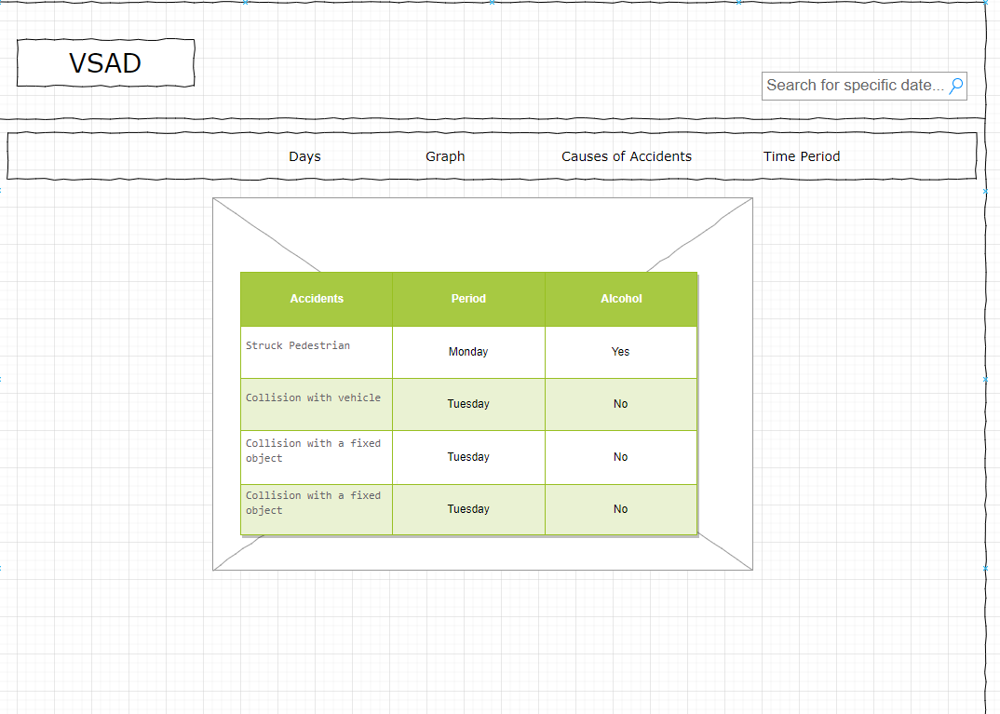 VSAD
Search for specific date...
Days Graph Causes of Accidents Time Period
Accidents Period Alcohol
Struck Pedestrian Monday Yes
Collision with vehicle Tuesday No
Collision with a fixed
object Tuesday No
Collision with a fixed
object Tuesday No